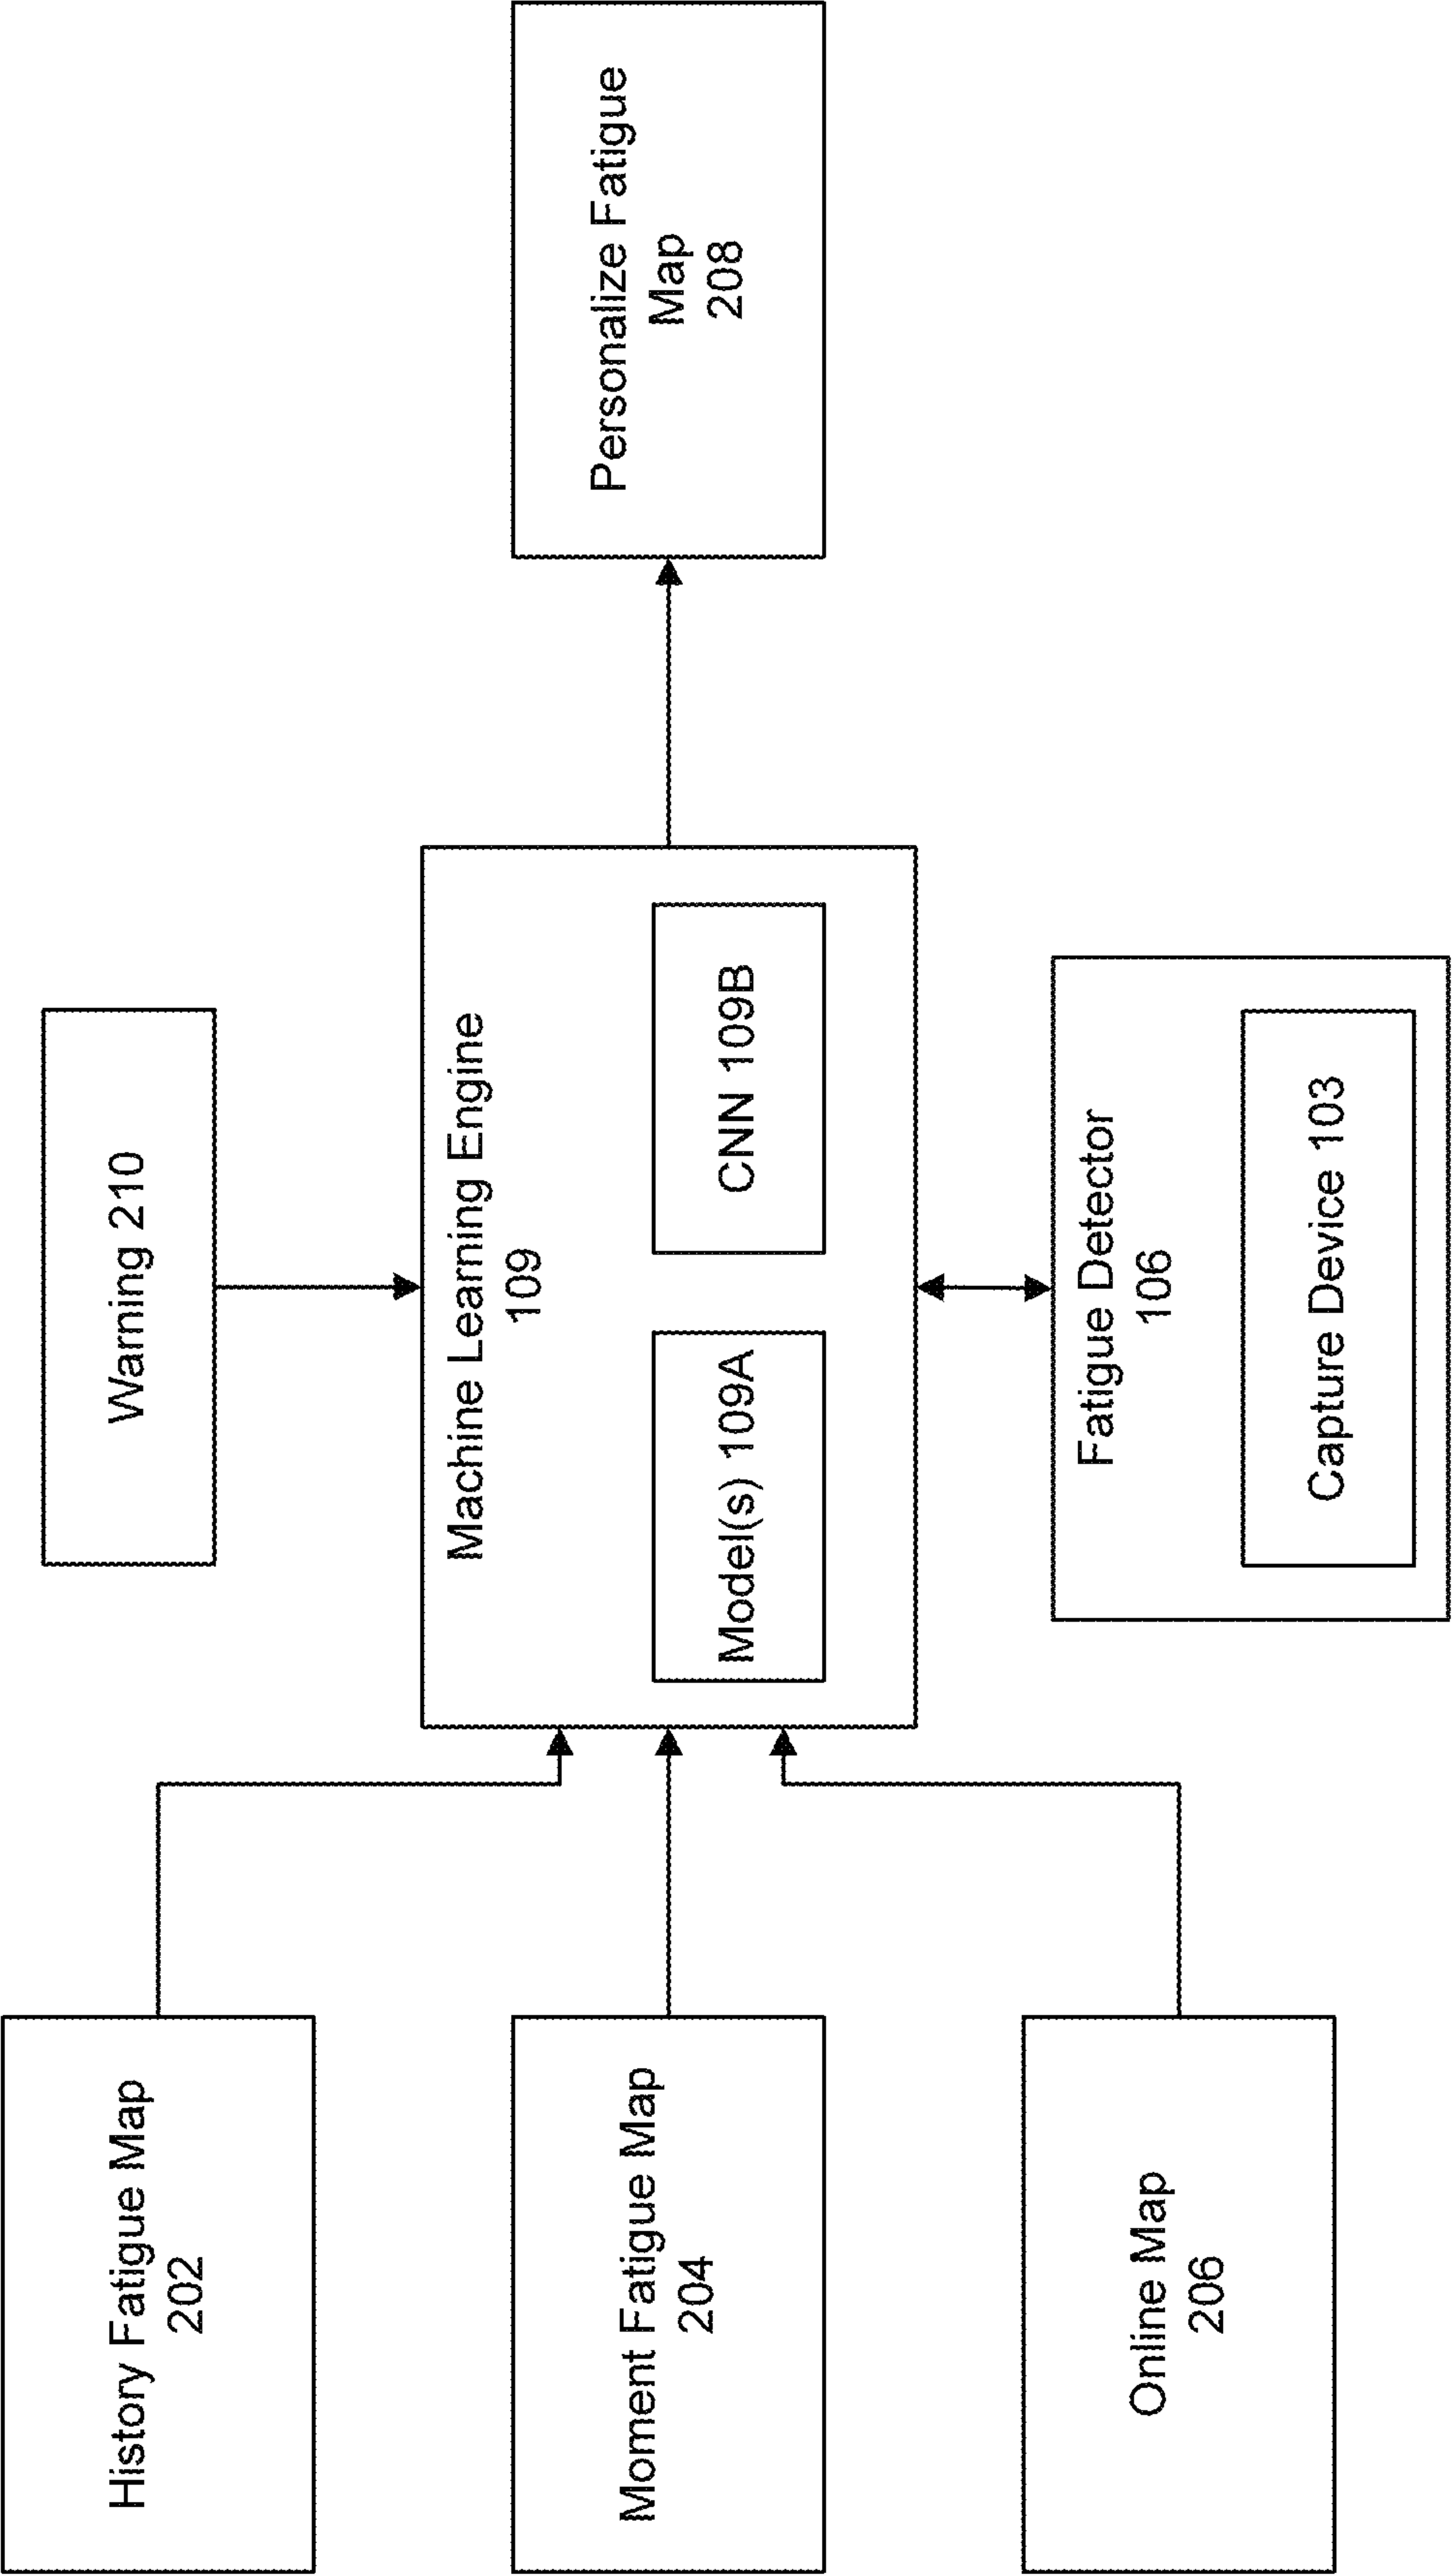 History Fatigue Map
202
Moment Fatigue Map
204
Online Map
206
Warning 210
Machine Learning Engine
109
Model(s) 109A
CNN 109B
Fatigue Detector
106
Capture Device 103
Personalize Fatigue
Map
208